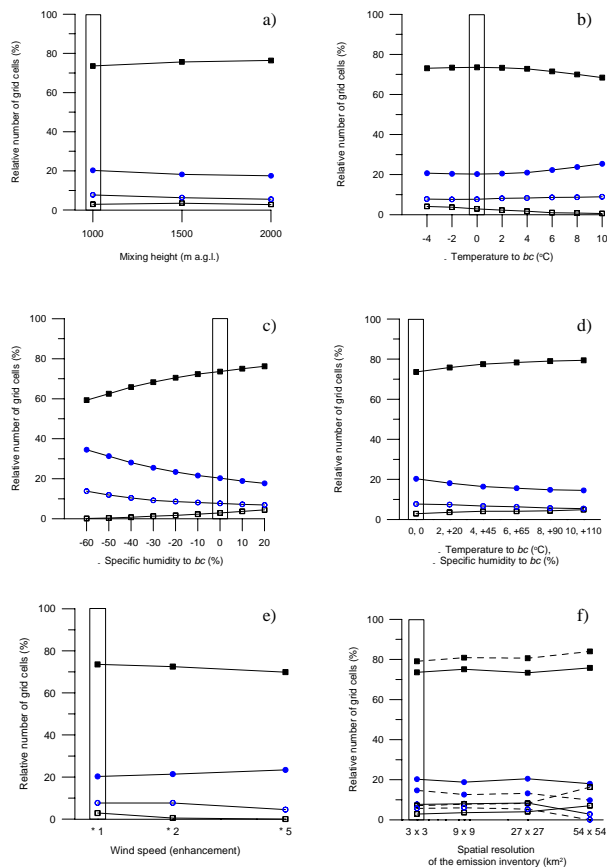 a)
Relative number of grid cells (%)
100
80
60
40
20
0
1000
1500
2000
Mixing height (m a.g.l.)
b)
Relative number of grid cells (%)
100
80
60
40
20
0
-4
-2
0
2
4
6
8
10
Temperature to bc (°C)
c)
Relative number of grid cells (%)
100
80
60
40
20
0
-60
-50
-40
-30
-20
-10
0
10
20
Specific humidity to bc (%)
d)
Relative number of grid cells (%)
100
80
60
40
20
0
0, 0
2, +20
4, +45
6, +65
8, +90
10, +110
Temperature to bc (°C),
Specific humidity to bc (%)
e)
Relative number of grid cells (%)
100
80
60
40
20
0
* 1
* 2
* 5
Wind speed (enhancement)
f)
Relative number of grid cells (%)
100
80
60
40
20
0
3 x 3
9 x 9
27 x 27
54 x 54
Spatial resolution
of the emission inventory (km²)